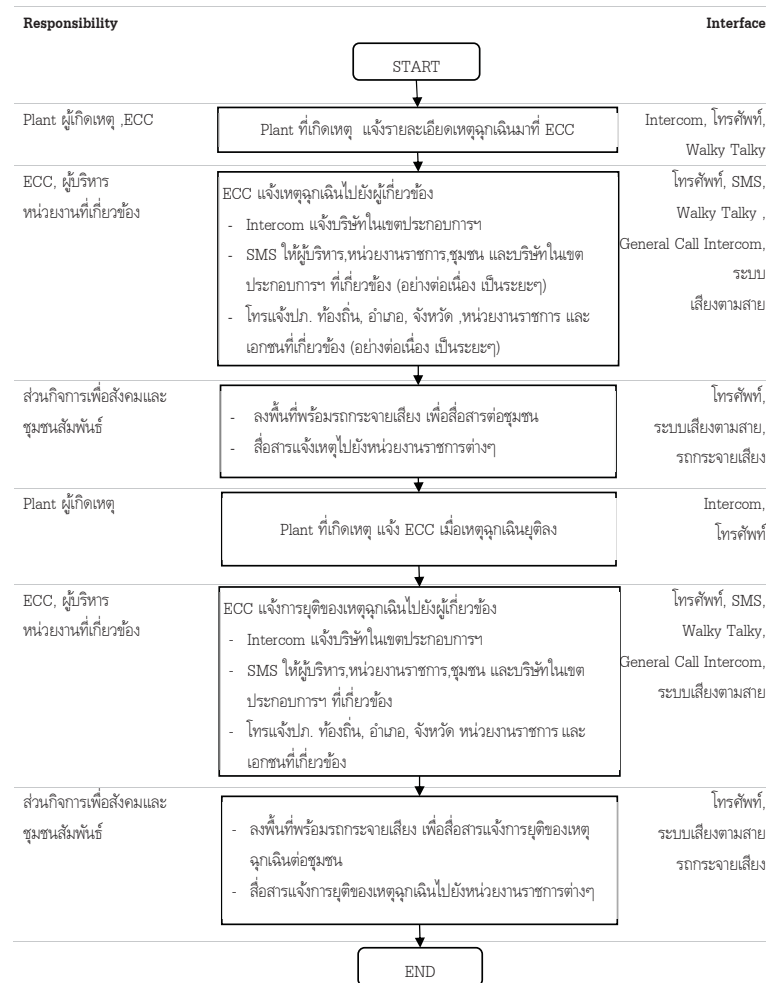 Responsibility
Interface
START
Plant ผู้เกิดเหตุ ,ECC
Plant ที่เกิดเหตุ แจ้งรายละเอียดเหตุฉุกเฉินมาที่ ECC
Intercom, โทรศัพท์,
Walky Talky
ECC, ผู้บริหาร
หน่วยงานที่เกี่ยวข้อง
ECC แจ้งเหตุฉุกเฉินไปยังผู้เกี่ยวข้อง
- Intercom แจ้งบริษัทในเขตประกอบการฯ
- SMS ให้ผู้บริหาร,หน่วยงานราชการ,ชุมชน และบริษัทในเขต
ประกอบการฯ ที่เกี่ยวข้อง (อย่างต่อเนื่อง เป็นระยะๆ)
- โทรแจ้งปภ. ท้องถิ่น, อำเภอ, จังหวัด ,หน่วยงานราชการ และ
เอกชนที่เกี่ยวข้อง (อย่างต่อเนื่อง เป็นระยะๆ)
โทรศัพท์, SMS,
Walky Talky ,
General Call Intercom,
ระบบ
เสียงตามสาย
ส่วนกิจการเพื่อสังคมและ
ชุมชนสัมพันธ์
- ลงพื้นที่พร้อมรถกระจายเสียง เพื่อสื่อสารต่อชุมชน
- สื่อสารแจ้งเหตุไปยังหน่วยงานราชการต่างๆ
โทรศัพท์,
ระบบเสียงตามสาย,
รถกระจายเสียง
Plant ผู้เกิดเหตุ
Plant ที่เกิดเหตุ แจ้ง ECC เมื่อเหตุฉุกเฉินยุติลง
Intercom,
โทรศัพท์
ECC, ผู้บริหาร
หน่วยงานที่เกี่ยวข้อง
ECC แจ้งการยุติของเหตุฉุกเฉินไปยังผู้เกี่ยวข้อง
- Intercom แจ้งบริษัทในเขตประกอบการฯ
- SMS ให้ผู้บริหาร,หน่วยงานราชการ,ชุมชน และบริษัทในเขต
ประกอบการฯ ที่เกี่ยวข้อง
- โทรแจ้งปภ. ท้องถิ่น, อำเภอ, จังหวัด หน่วยงานราชการ และ
เอกชนที่เกี่ยวข้อง
โทรศัพท์, SMS,
Walky Talky,
General Call Intercom,
ระบบเสียงตามสาย
ส่วนกิจการเพื่อสังคมและ
ชุมชนสัมพันธ์
- ลงพื้นที่พร้อมรถกระจายเสียง เพื่อสื่อสารแจ้งการยุติของเหตุ
ฉุกเฉินต่อชุมชน
- สื่อสารแจ้งการยุติของเหตุฉุกเฉินไปยังหน่วยงานราชการต่างๆ
โทรศัพท์,
ระบบเสียงตามสาย
รถกระจายเสียง
END